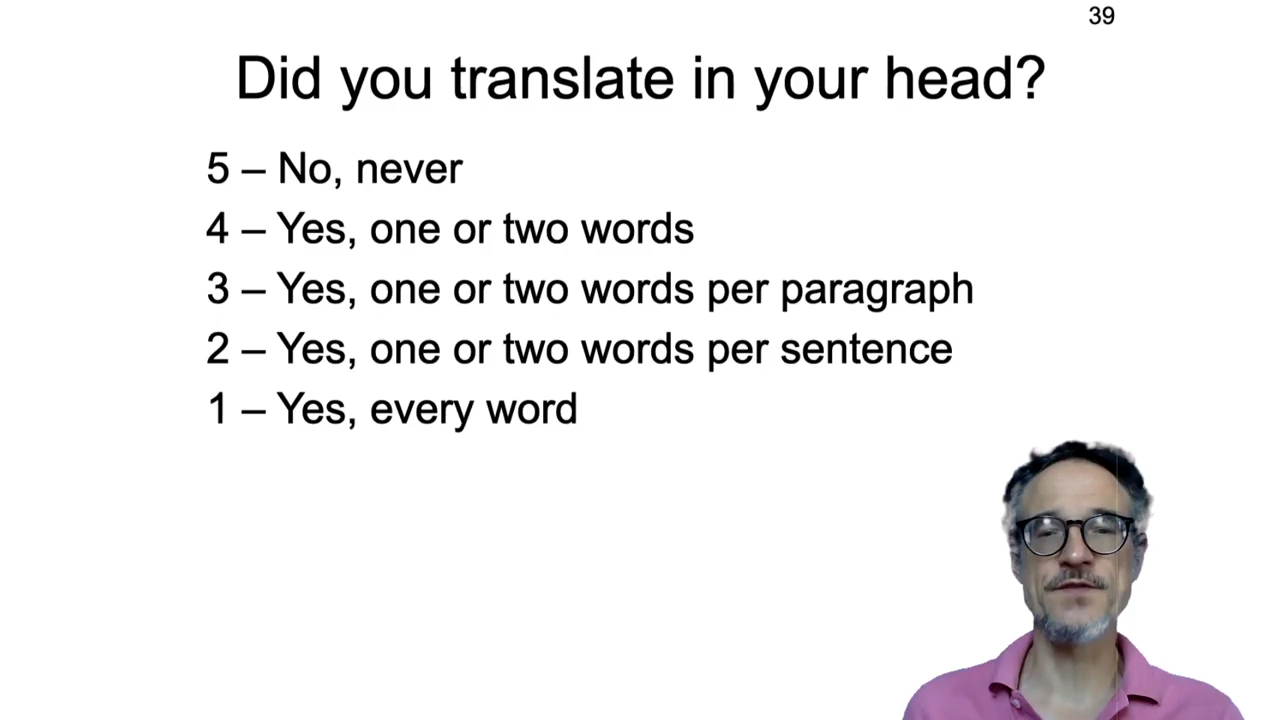 39
Did you translate in your head?
5 – No, never
4 – Yes, one or two words
3 – Yes, one or two words per paragraph
2 – Yes, one or two words per sentence
1 – Yes, every word